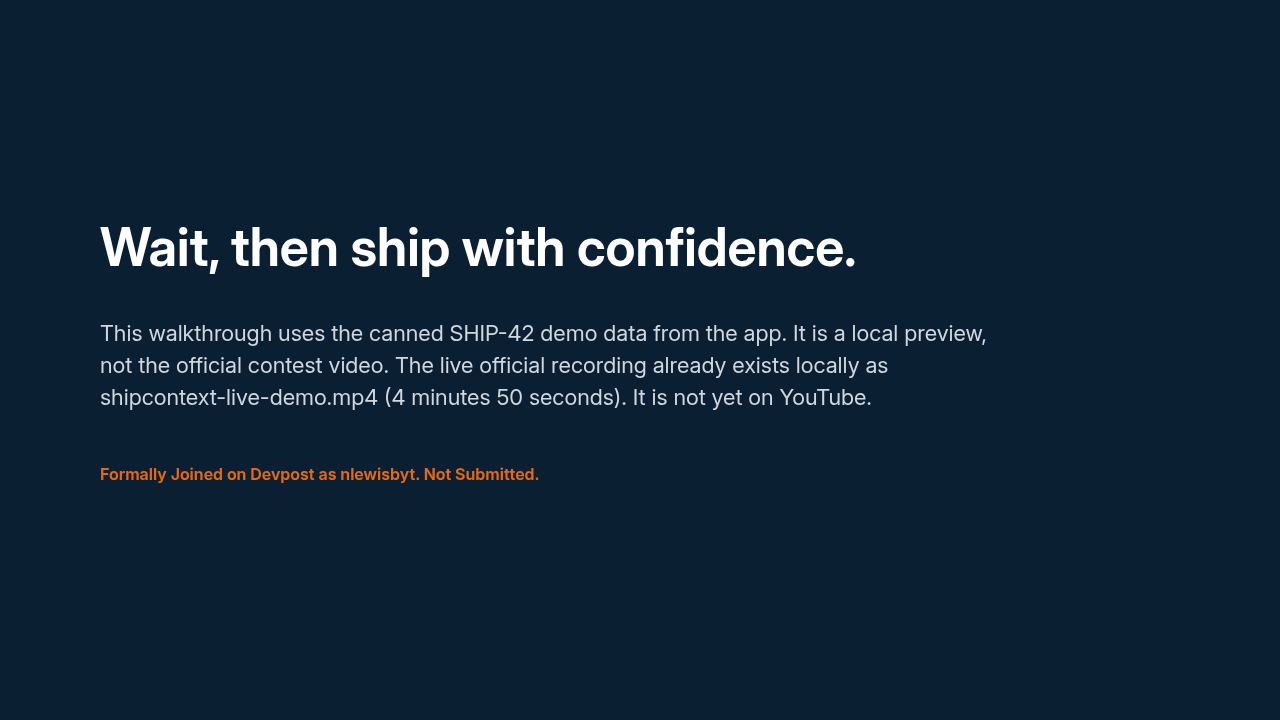 Wait, then ship with confidence.
This walkthrough uses the canned SHIP-42 demo data from the app. It is a local preview,
not the official contest video. The live official recording already exists locally as
shipcontext-live-demo.mp4 (4 minutes 50 seconds). It is not yet on YouTube.
Formally Joined on Devpost as nlewisbyt. Not Submitted.